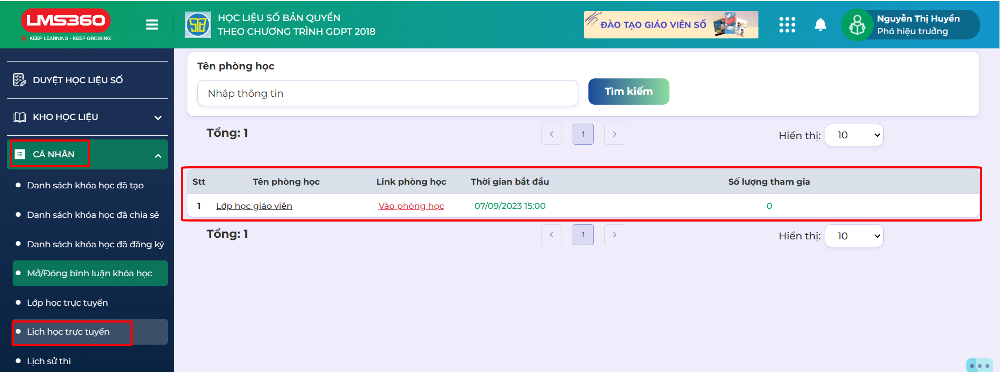 LMS360
KEEP LEARNING - KEEP GROWING
HỌC LIỆU SỐ BẢN QUYỀN
THEO CHƯƠNG TRÌNH GDPT 2018
ĐÀO TẠO GIÁO VIÊN SỐ
Nguyễn Thị Huyền
Phó hiệu trưởng
DUYỆT HỌC LIỆU SỐ
KHO HỌC LIỆU
CÁ NHÂN
Danh sách khóa học đã tạo
Danh sách khóa học đã chia sẻ
Danh sách khóa học đã đăng ký
Mở/Đóng bình luận khóa học
Lớp học trực tuyến
Lịch học trực tuyến
Lịch sử thi
Tên phòng học
Nhập thông tin
Tìm kiếm
Tổng: 1
1
Hiển thị: 10
Stt Tên phòng học Link phòng học Thời gian bắt đầu Số lượng tham gia
1 Lớp học giáo viên Vào phòng học 07/09/2023 15:00 0
Tổng: 1
1
Hiển thị: 10